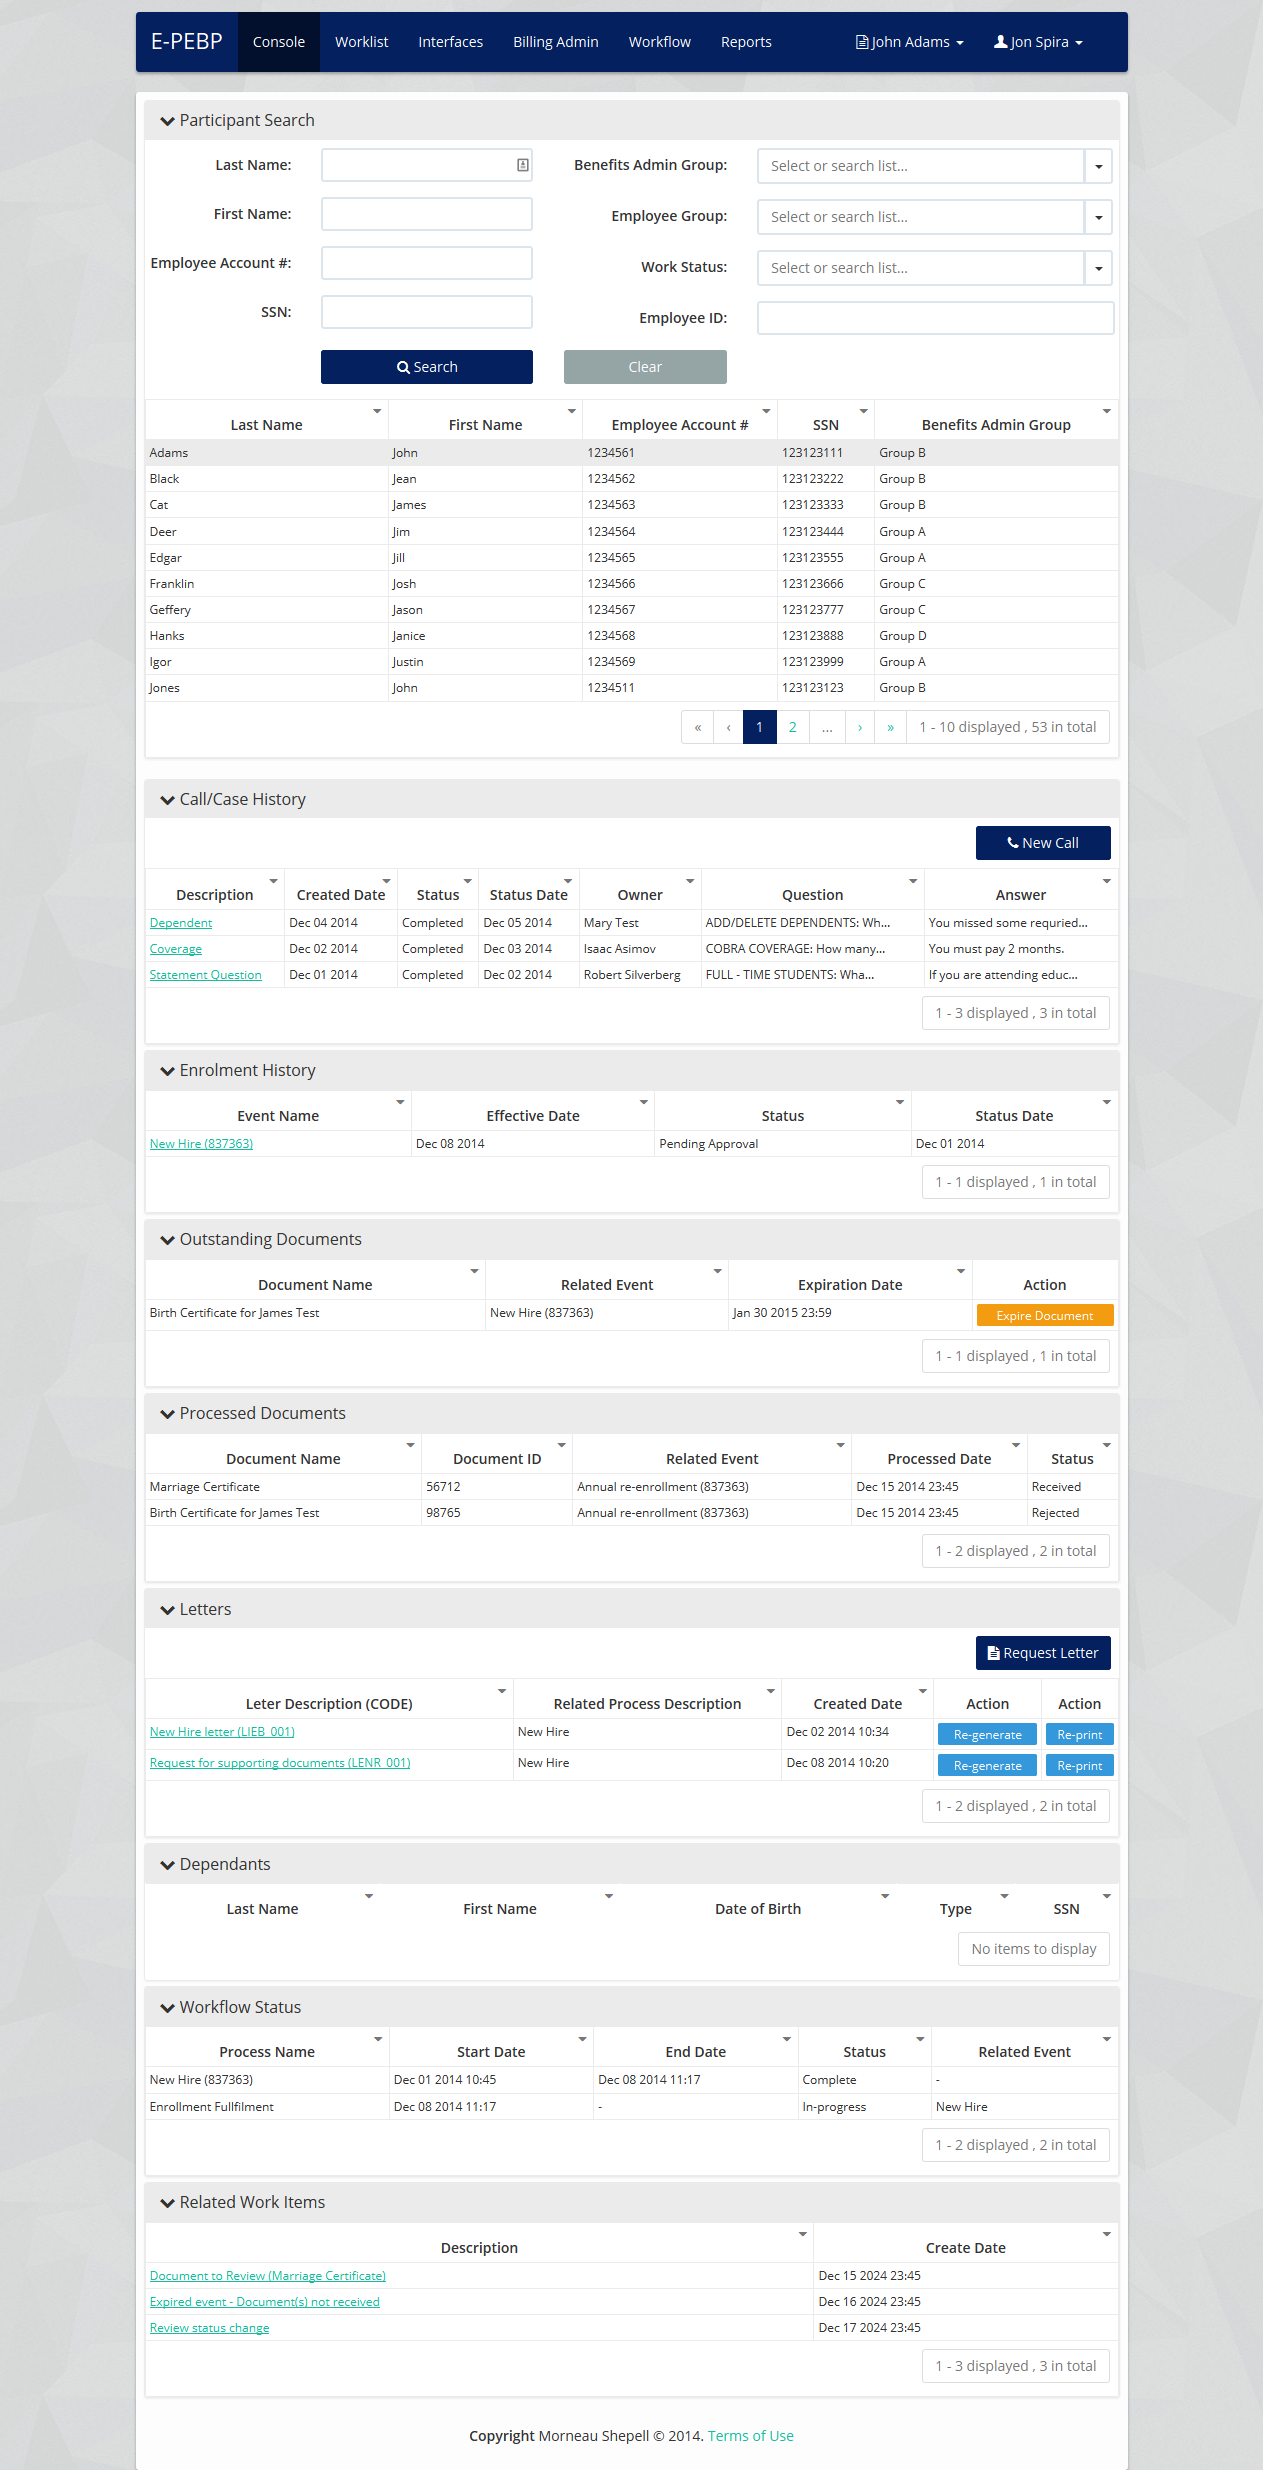 E-PEBP Console Worklist Interfaces Billing Admin Workflow Reports John Adams Jon Spira
Participant Search
Last Name: Benefits Admin Group: Select or search list...
First Name: Employee Group: Select or search list...
Employee Account #: Work Status: Select or search list...
SSN: Employee ID:
Search Clear
Last Name First Name Employee Account # SSN Benefits Admin Group
Adams John 1234561 123123111 Group B
Black Jean 1234562 123123222 Group B
Cat James 1234563 123123333 Group B
Deer Jim 1234564 123123444 Group A
Edgar Jill 1234565 123123555 Group A
Franklin Josh 1234566 123123666 Group C
Geffery Jason 1234567 123123777 Group C
Hanks Janice 1234568 123123888 Group D
Igor Justin 1234569 123123999 Group A
Jones John 1234511 123123123 Group B
« ‹ 1 2 ... › » 1 - 10 displayed , 53 in total
Call/Case History
New Call
Description Created Date Status Status Date Owner Question Answer
Dependent Dec 04 2014 Completed Dec 05 2014 Mary Test ADD/DELETE DEPENDENTS: Wh... You missed some requried...
Coverage Dec 02 2014 Completed Dec 03 2014 Isaac Asimov COBRA COVERAGE: How many... You must pay 2 months.
Statement Question Dec 01 2014 Completed Dec 02 2014 Robert Silverberg FULL - TIME STUDENTS: Wha... If you are attending educ...
1 - 3 displayed , 3 in total
Enrolment History
Event Name Effective Date Status Status Date
New Hire (837363) Dec 08 2014 Pending Approval Dec 01 2014
1 - 1 displayed , 1 in total
Outstanding Documents
Document Name Related Event Expiration Date Action
Birth Certificate for James Test New Hire (837363) Jan 30 2015 23:59 Expire Document
1 - 1 displayed , 1 in total
Processed Documents
Document Name Document ID Related Event Processed Date Status
Marriage Certificate 56712 Annual re-enrollment (837363) Dec 15 2014 23:45 Received
Birth Certificate for James Test 98765 Annual re-enrollment (837363) Dec 15 2014 23:45 Rejected
1 - 2 displayed , 2 in total
Letters
Request Letter
Leter Description (CODE) Related Process Description Created Date Action Action
New Hire letter (LIEB_001) New Hire Dec 02 2014 10:34 Re-generate Re-print
Request for supporting documents (LENR_001) New Hire Dec 08 2014 10:20 Re-generate Re-print
1 - 2 displayed , 2 in total
Dependants
Last Name First Name Date of Birth Type SSN
No items to display
Workflow Status
Process Name Start Date End Date Status Related Event
New Hire (837363) Dec 01 2014 10:45 Dec 08 2014 11:17 Complete -
Enrollment Fullfilment Dec 08 2014 11:17 - In-progress New Hire
1 - 2 displayed , 2 in total
Related Work Items
Description Create Date
Document to Review (Marriage Certificate) Dec 15 2024 23:45
Expired event - Document(s) not received Dec 16 2024 23:45
Review status change Dec 17 2024 23:45
1 - 3 displayed , 3 in total
Copyright Morneau Shepell © 2014. Terms of Use